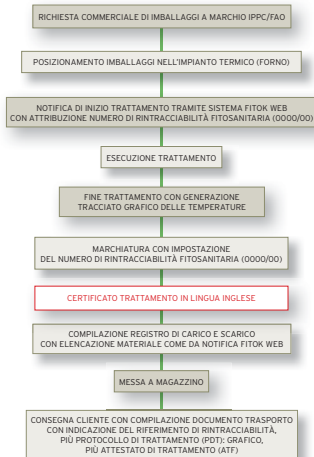 RICHIESTA COMMERCIALE DI IMBALLAGGI A MARCHIO IPPC/FAO
POSIZIONAMENTO IMBALLAGGI NELL'IMPIANTO TERMICO (FORNO)
NOTIFICA DI INIZIO TRATTAMENTO TRAMITE SISTEMA FITOK WEB
CON ATTRIBUZIONE NUMERO DI RINTRACCIABILITÀ FITOSANITARIA (0000/00)
ESECUZIONE TRATTAMENTO
FINE TRATTAMENTO CON GENERAZIONE
TRACCIATO GRAFICO DELLE TEMPERATURE
MARCHIATURA CON IMPOSTAZIONE
DEL NUMERO DI RINTRACCIABILITÀ FITOSANITARIA (0000/00)
CERTIFICATO TRATTAMENTO IN LINGUA INGLESE
COMPILAZIONE REGISTRO DI CARICO E SCARICO
CON ELENCAZIONE MATERIALE COME DA NOTIFICA FITOK WEB
MESSA A MAGAZZINO
CONSEGNA CLIENTE CON COMPILAZIONE DOCUMENTO TRASPORTO
CON INDICAZIONE DEL RIFERIMENTO DI RINTRACCIABILITÀ,
PIÙ PROTOCOLLO DI TRATTAMENTO (PDT): GRAFICO,
PIÙ ATTESTATO DI TRATTAMENTO (ATF)